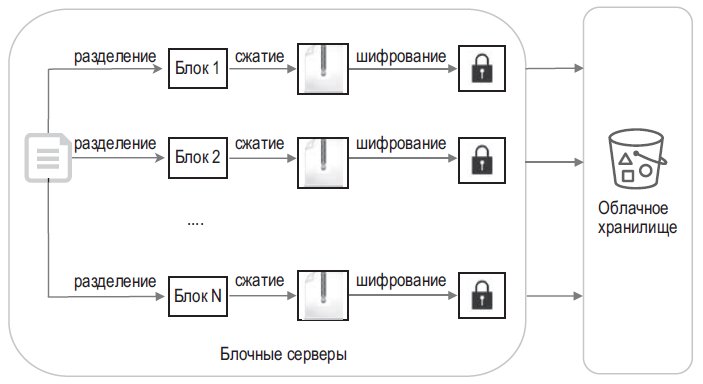 разделение
Блок 1
сжатие
шифрование
разделение
Блок 2
сжатие
шифрование
....
разделение
Блок N
сжатие
шифрование
Облачное
хранилище
Блочные серверы